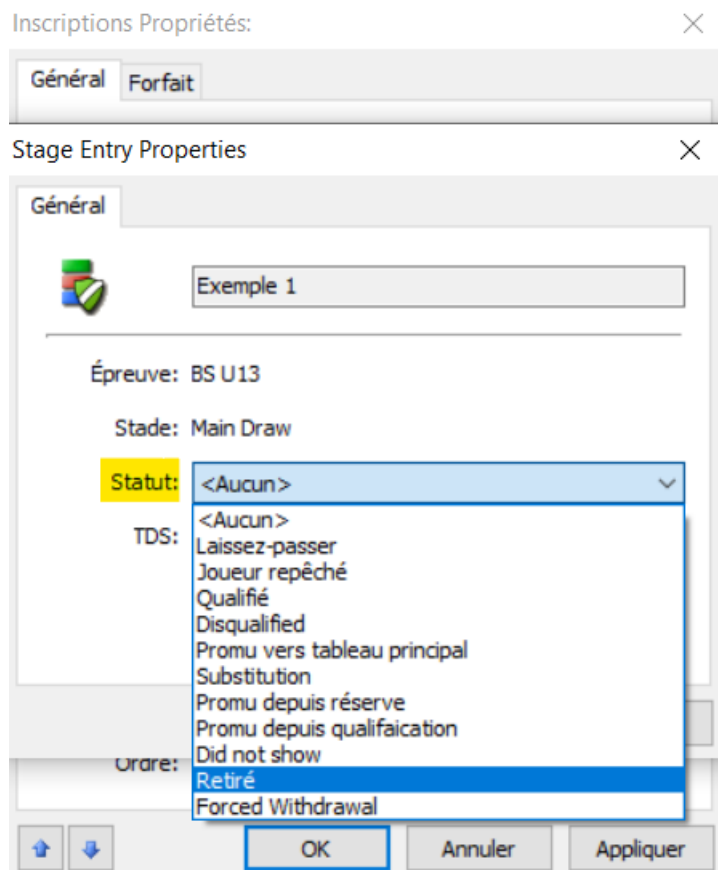 Inscriptions Propriétés:
Général Forfait
Stage Entry Properties
Général
Exemple 1
Épreuve: BS U13
Stade: Main Draw
Statut: <Aucun>
<Aucun>
TDS:
Laissez-passer
Joueur repêché
Qualifié
Disqualified
Promu vers tableau principal
Substitution
Promu depuis réserve
Promu depuis qualifaication
Did not show
Ordre:
Retiré
Forced Withdrawal
OK Annuler Appliquer